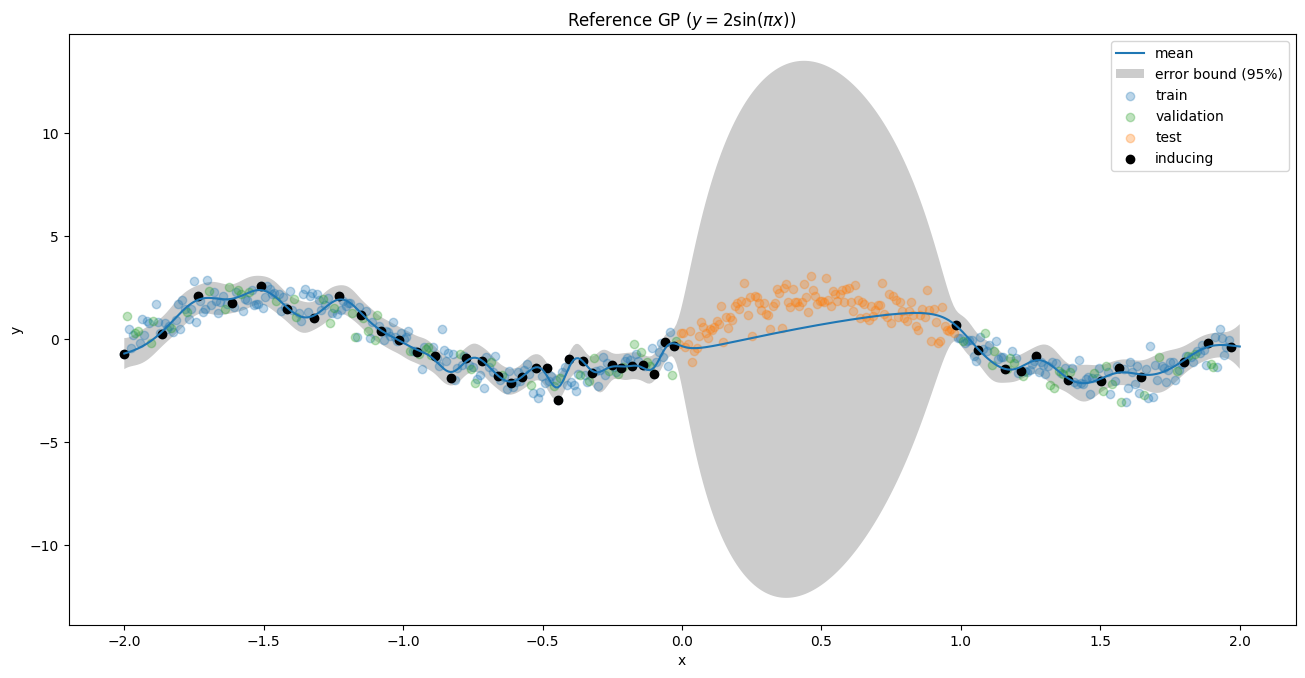 Reference GP (y = 2sin(πx))
mean
error bound (95%)
train
validation
test
inducing
10
5
0
−5
−10
y
−2.0 −1.5 −1.0 −0.5 0.0 0.5 1.0 1.5 2.0
x